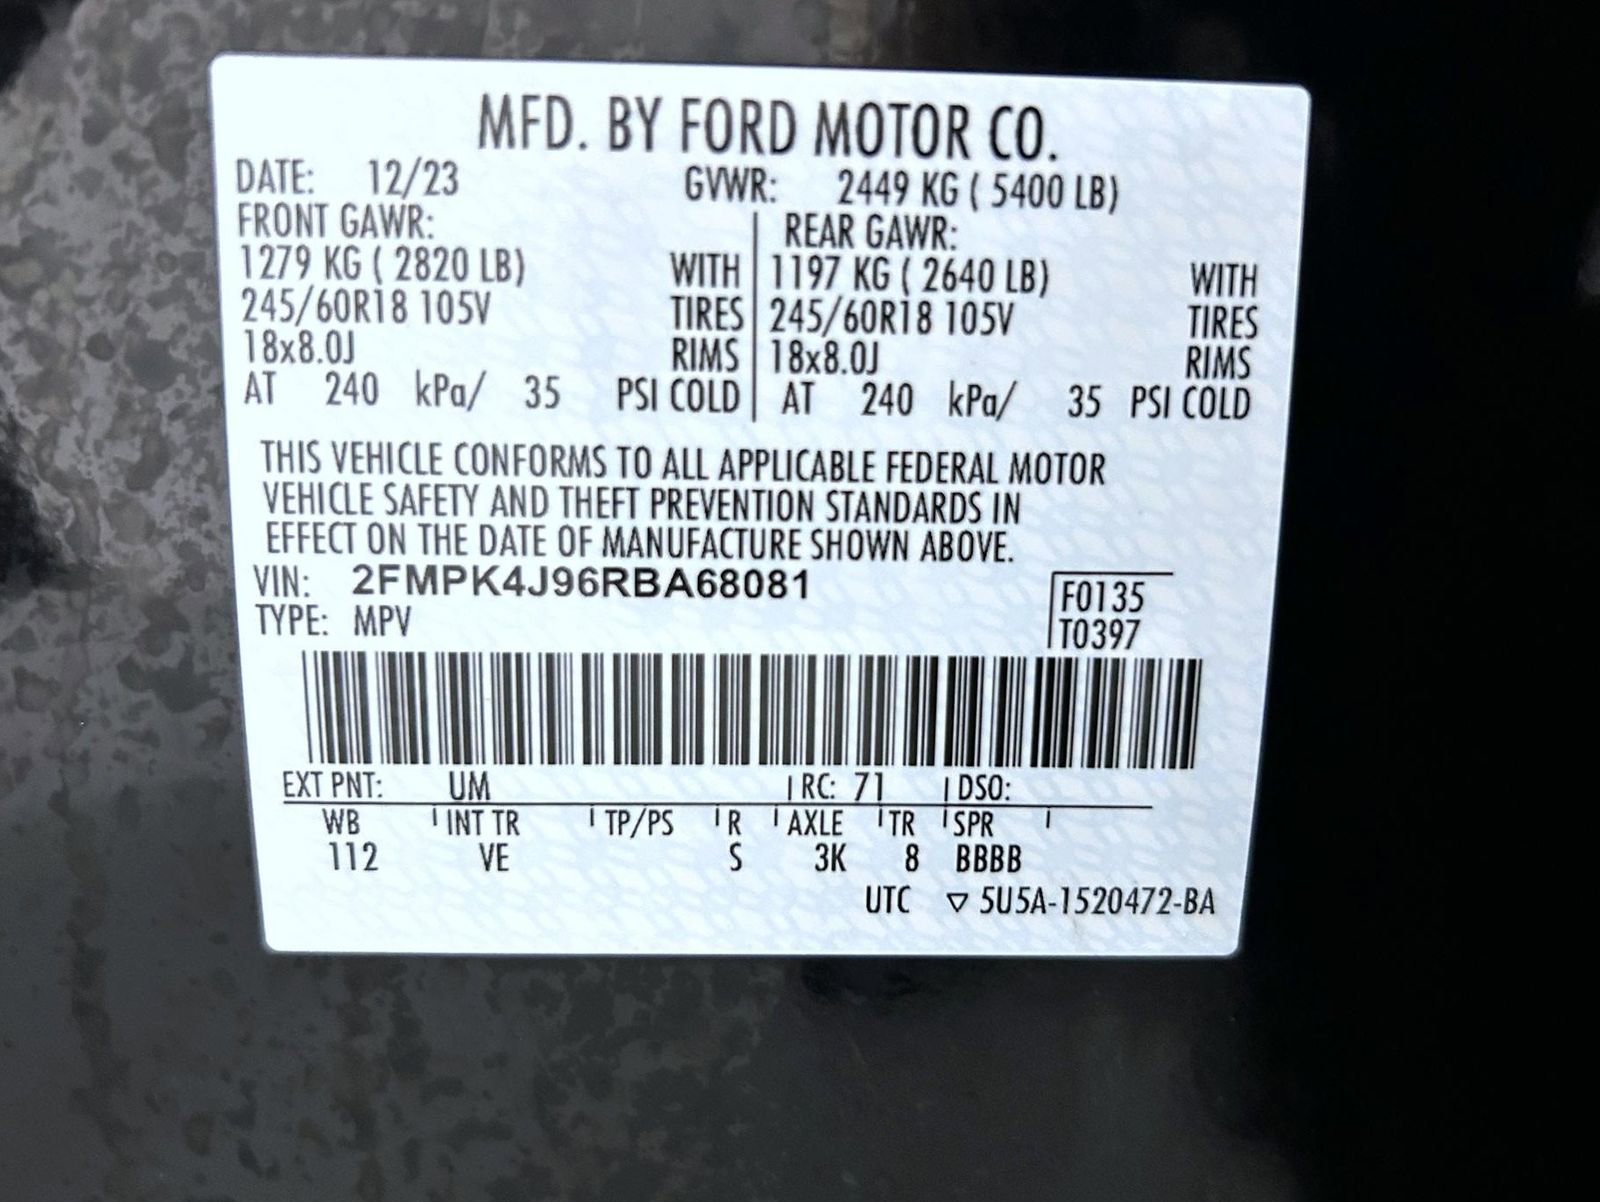 MFD. BY FORD MOTOR CO.
DATE: 12/23 GVWR: 2449 KG ( 5400 LB)
FRONT GAWR: REAR GAWR:
1279 KG ( 2820 LB) WITH 1197 KG ( 2640 LB) WITH
245/60R18 105V TIRES 245/60R18 105V TIRES
18x8.0J RIMS 18x8.0J RIMS
AT 240 kPa/ 35 PSI COLD AT 240 kPa/ 35 PSI COLD
THIS VEHICLE CONFORMS TO ALL APPLICABLE FEDERAL MOTOR
VEHICLE SAFETY AND THEFT PREVENTION STANDARDS IN
EFFECT ON THE DATE OF MANUFACTURE SHOWN ABOVE.
VIN: 2FMPK4J96RBA68081 F0135
TYPE: MPV T0397
EXT PNT: UM RC: 71 DSO:
WB INT TR TP/PS R AXLE TR SPR
112 VE S 3K 8 BBBB
UTC ▽ 5U5A-1520472-BA